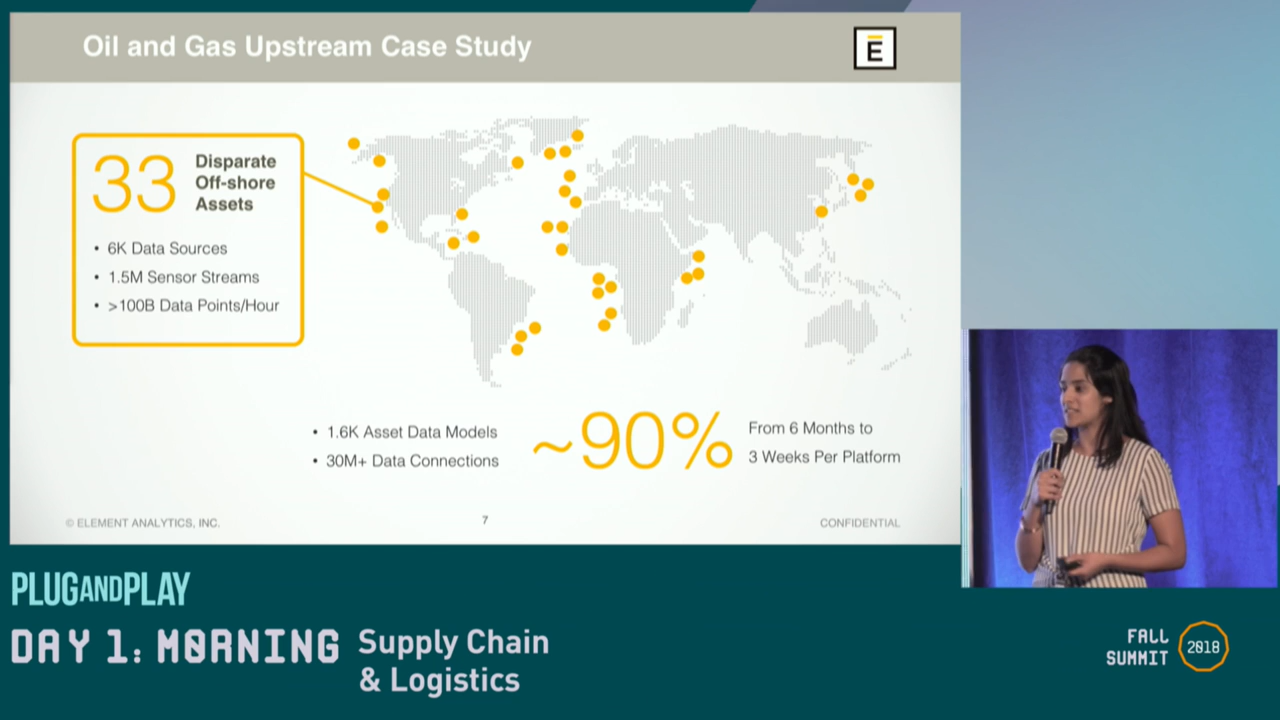 Oil and Gas Upstream Case Study
E
33
Disparate
Off-shore
Assets
• 6K Data Sources
• 1.5M Sensor Streams
• >100B Data Points/Hour
• 1.6K Asset Data Models
• 30M+ Data Connections
~90%
From 6 Months to
3 Weeks Per Platform
© ELEMENT ANALYTICS, INC.
7
CONFIDENTIAL
PLUGANDPLAY
DAY 1: MORNING
Supply Chain
& Logistics
FALL
SUMMIT
2018